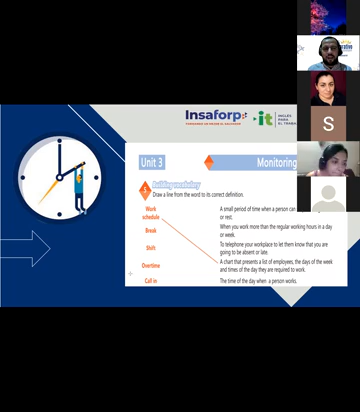 Insaforp
it
INGLÉS
PARA
EL TRABAJO
Unit 3
Monitoring
Building vocabulary
Draw a line from the word to its correct definition.
Work
schedule
A small period of time when a person can
or rest.
Break
When you work more than the regular working hours in a day
or week.
Shift
To telephone your workplace to let them know that you are
going to be absent or late.
Overtime
A chart that presents a list of employees, the days of the week
and times of the day they are required to work.
Call in
The time of the day when a person works.
S